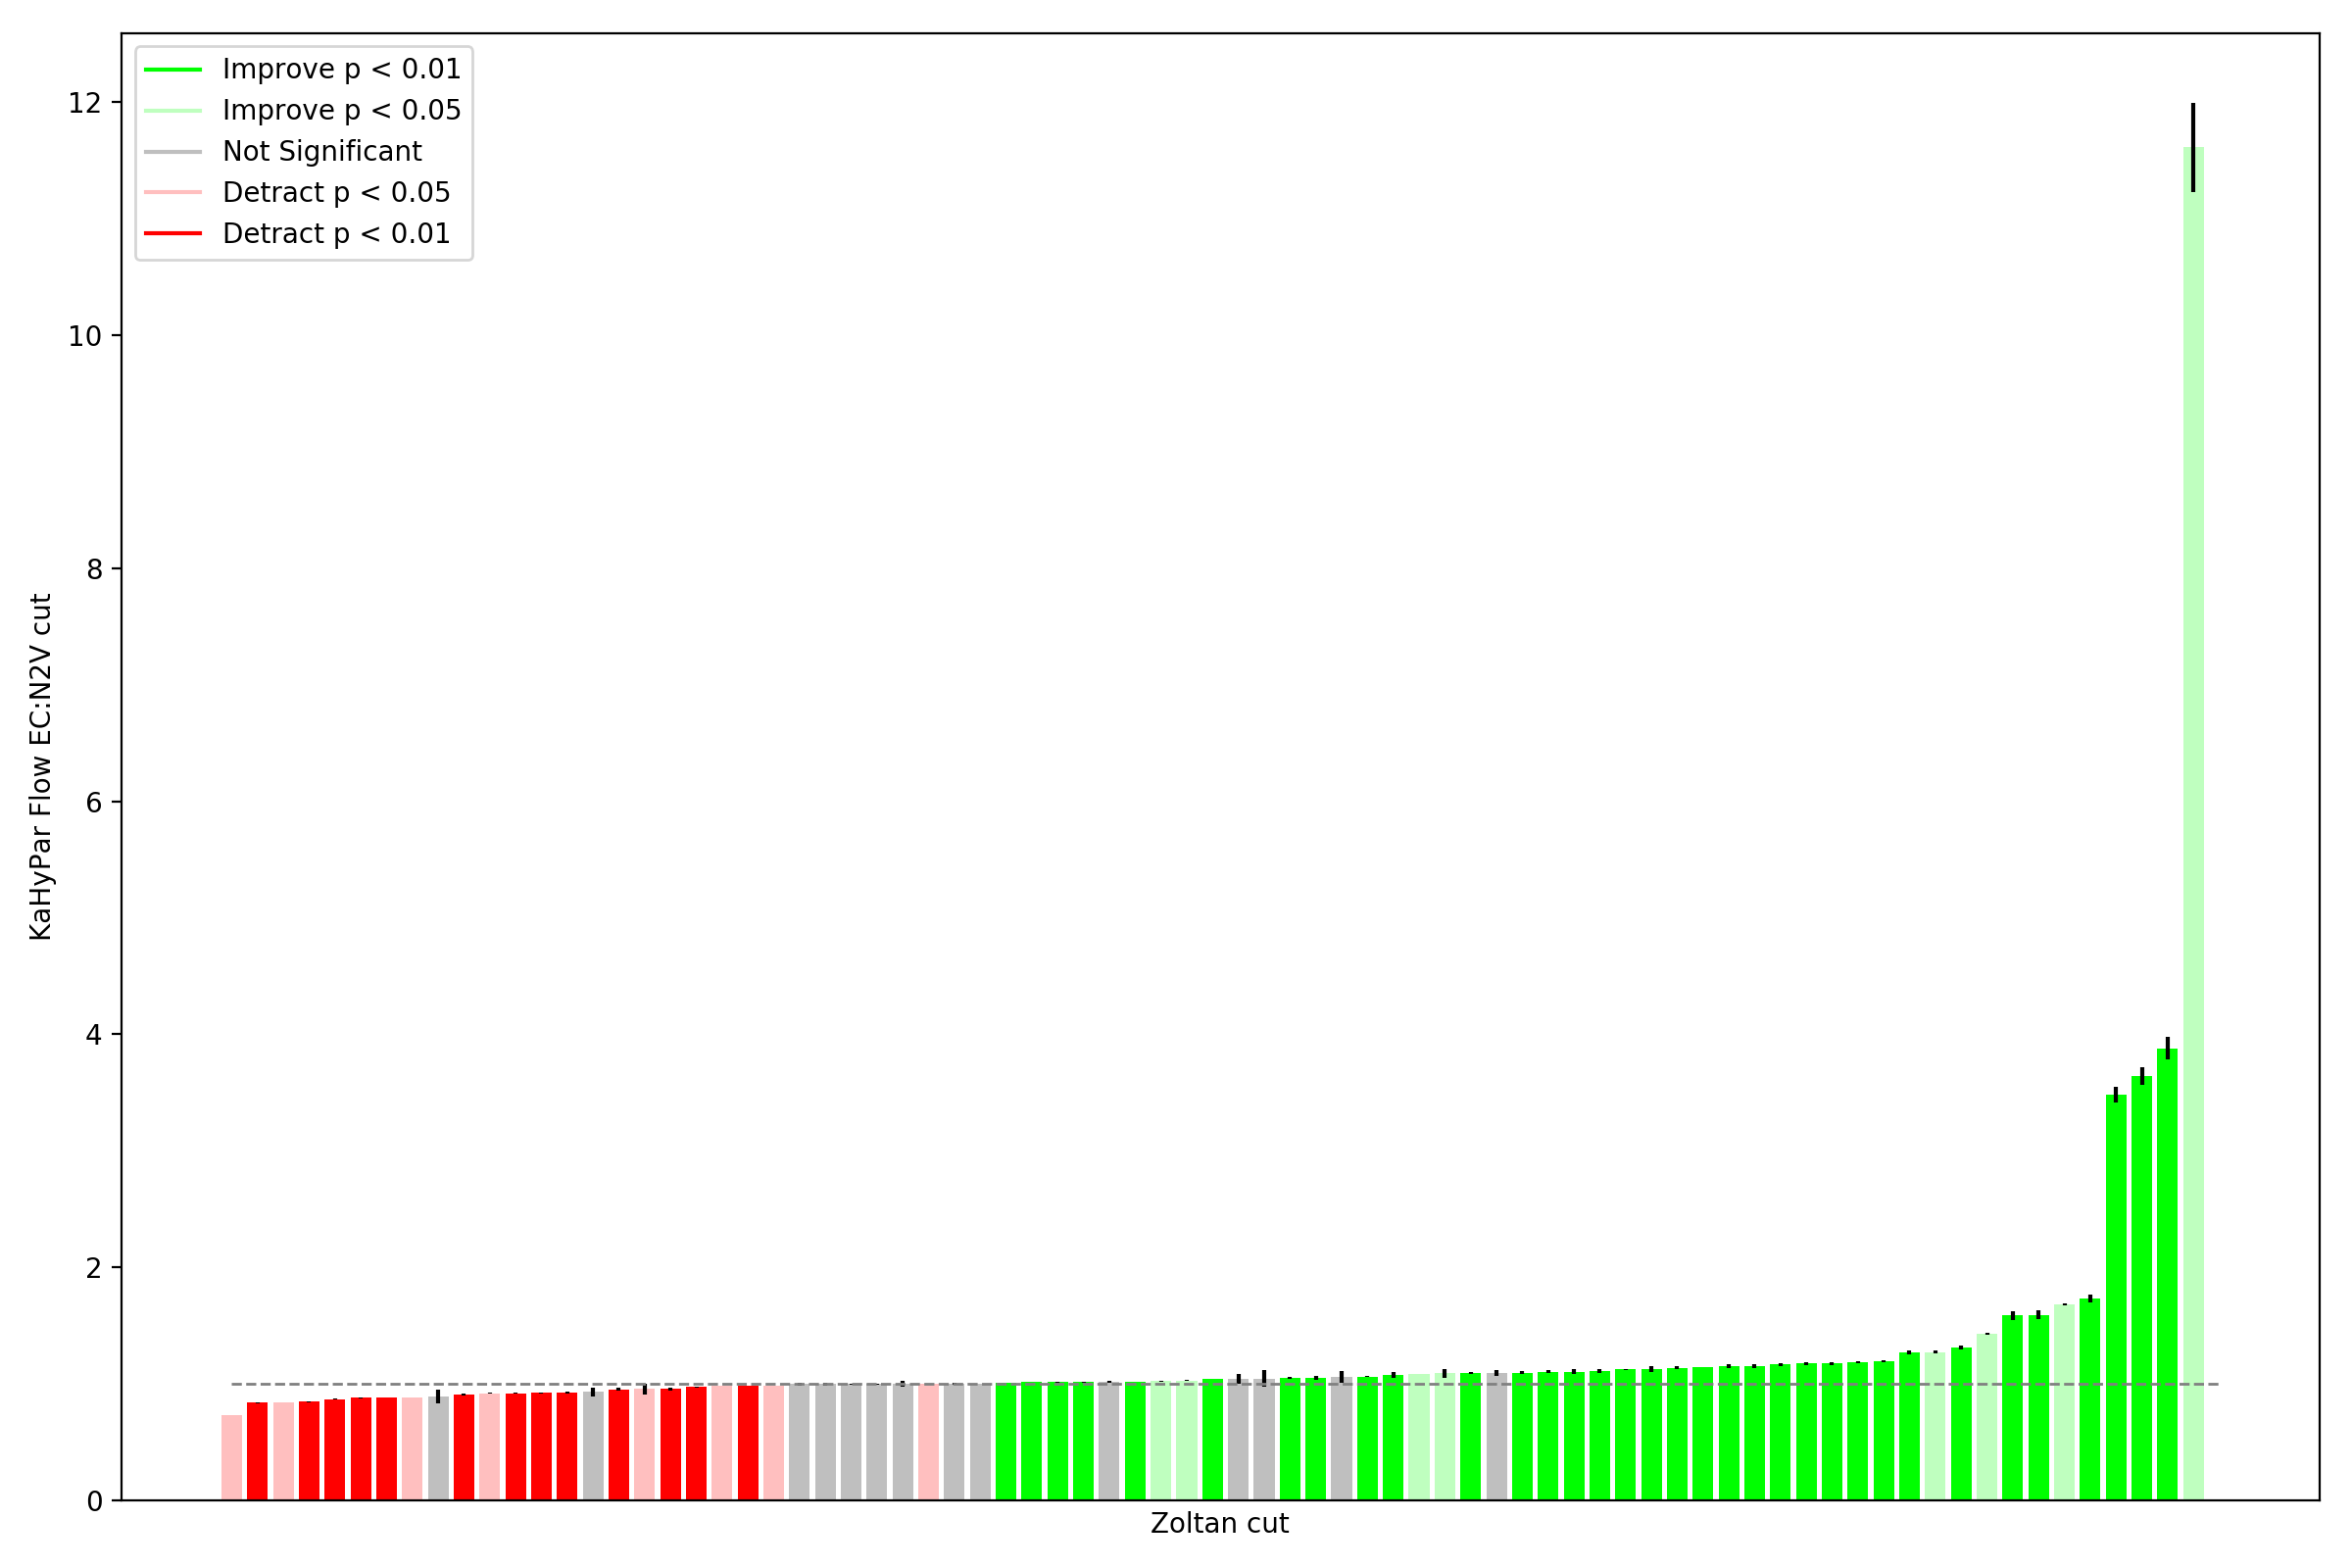 Improve p < 0.01
Improve p < 0.05
Not Significant
Detract p < 0.05
Detract p < 0.01
12
10
8
6
4
2
0
KaHyPar Flow EC:N2V cut
Zoltan cut